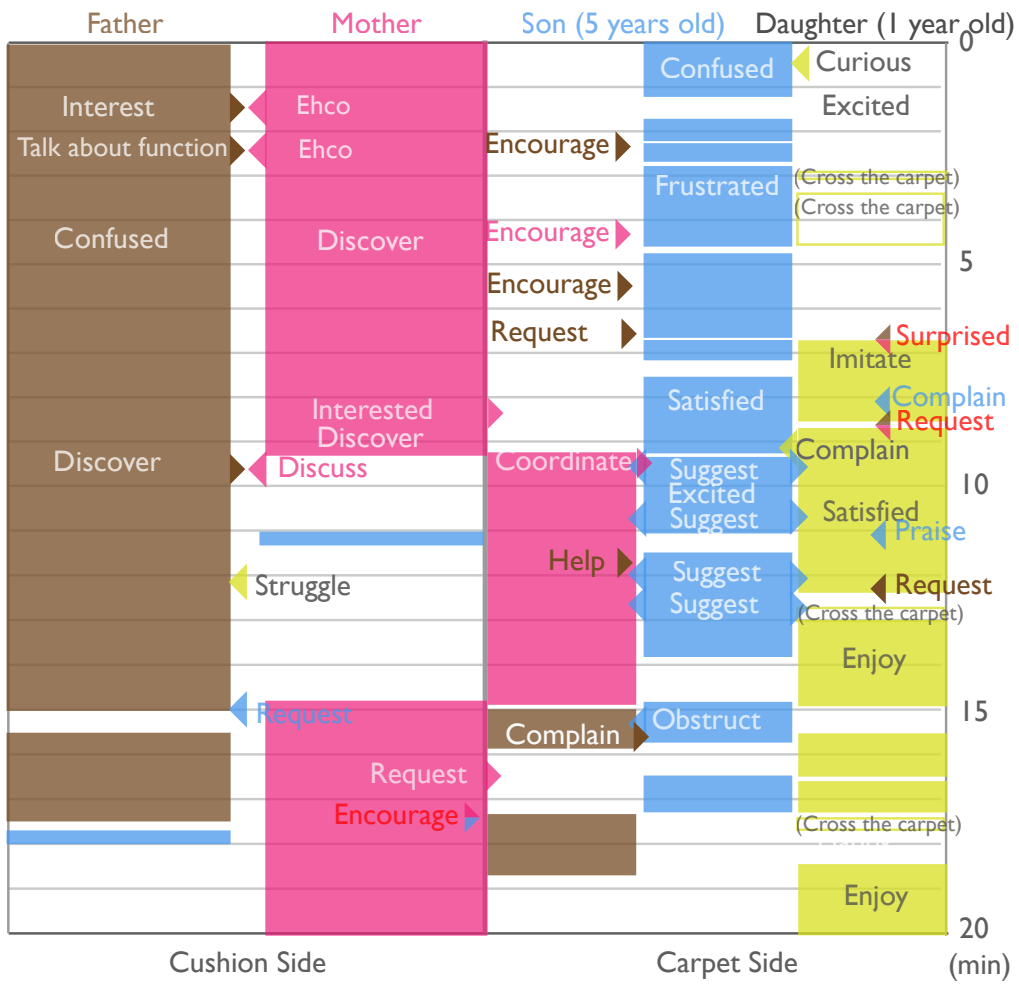 Father Mother Son (5 years old) Daughter (1 year old)
0
Confused Curious
Interest Ehco Excited
Talk about function Ehco Encourage
(Cross the carpet)
Frustrated
(Cross the carpet)
Confused Discover Encourage
5
Encourage
Request Surprised
Imitate
Satisfied Complain
Interested Request
Discover Complain
Discover Discuss Coordinate Suggest
10
Excited
Suggest Satisfied
Praise
Help Suggest
Struggle Request
Suggest (Cross the carpet)
Enjoy
15
Request Obstruct
Complain
Request
Encourage (Cross the carpet)
Enjoy
20
Cushion Side Carpet Side (min)